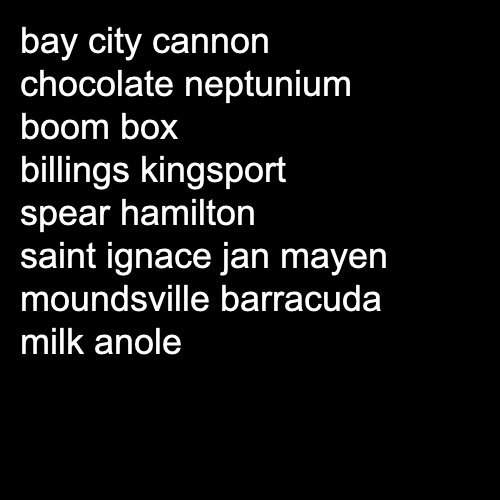 bay city cannon
chocolate neptunium
boom box
billings kingsport
spear hamilton
saint ignace jan mayen
moundsville barracuda
milk anole